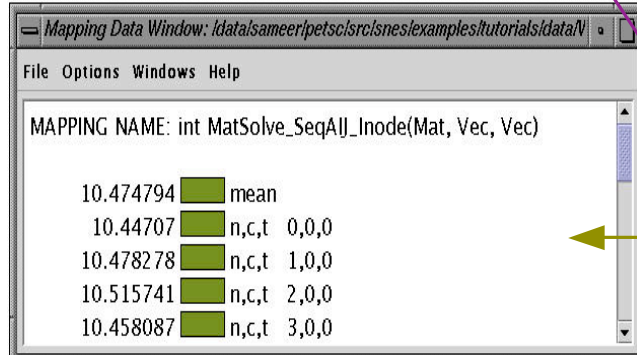 Mapping Data Window: /data/sameer/petsc/src/snes/examples/tutorials/data/V
File Options Windows Help
MAPPING NAME: int MatSolve_SeqAIJ_Inode(Mat, Vec, Vec)
10.474794 mean
10.44707 n,c,t 0,0,0
10.478278 n,c,t 1,0,0
10.515741 n,c,t 2,0,0
10.458087 n,c,t 3,0,0